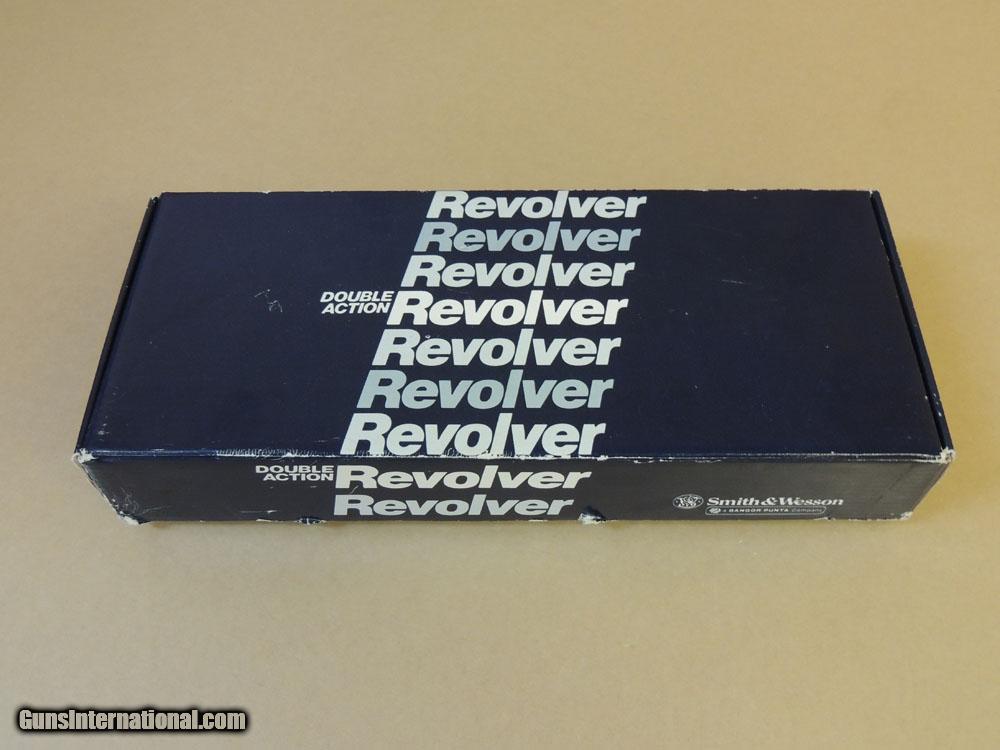 Revolver
Revolver
Revolver
DOUBLE
ACTION Revolver
Revolver
Revolver
Revolver
DOUBLE
ACTION Revolver
Revolver
Smith & Wesson
A BANGOR PUNTA Company
GunsInternational.com